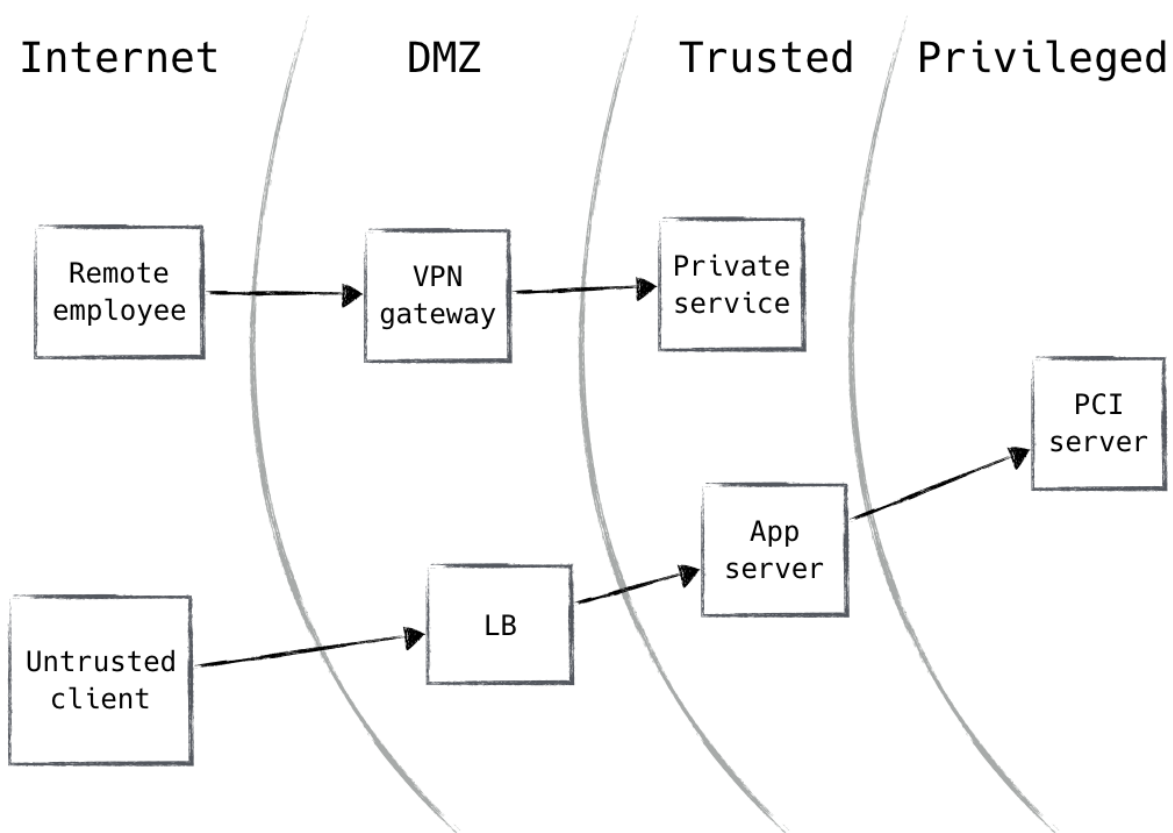 Internet
DMZ
Trusted
Privileged
Remote
employee
VPN
gateway
Private
service
PCI
server
App
server
LB
Untrusted
client